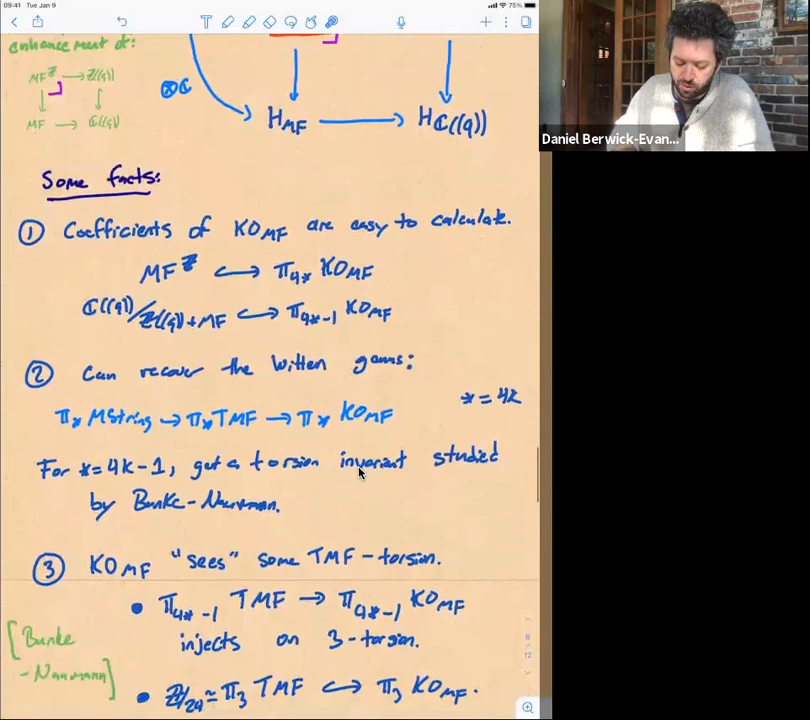 09:41 Tue Jan 9
75%
enhancement of:
MF^ℤ → ℤ((q))
MF → ℂ((q))
⊗ℂ
H_MF → Hℂ((q))
Daniel Berwick-Evan...
Some facts:
① Coefficients of KO_MF are easy to calculate.
MF^ℤ ↪ π_4* KO_MF
ℂ((q))/ℤ((q))+MF ↪ π_4*-1 KO_MF
② Can recover the Witten genus:
π_* MString → π_* TMF → π_* KO_MF
* = 4k
For * = 4k-1, get a torsion invariant studied
by Bunke-Naumann.
③ KO_MF "sees" some TMF-torsion.
• π_4*-1 TMF → π_4*-1 KO_MF
injects on 3-torsion.
[Bunke
-Naumann]
• ℤ/24 ≃ π_3 TMF ↪ π_3 KO_MF.
8
12